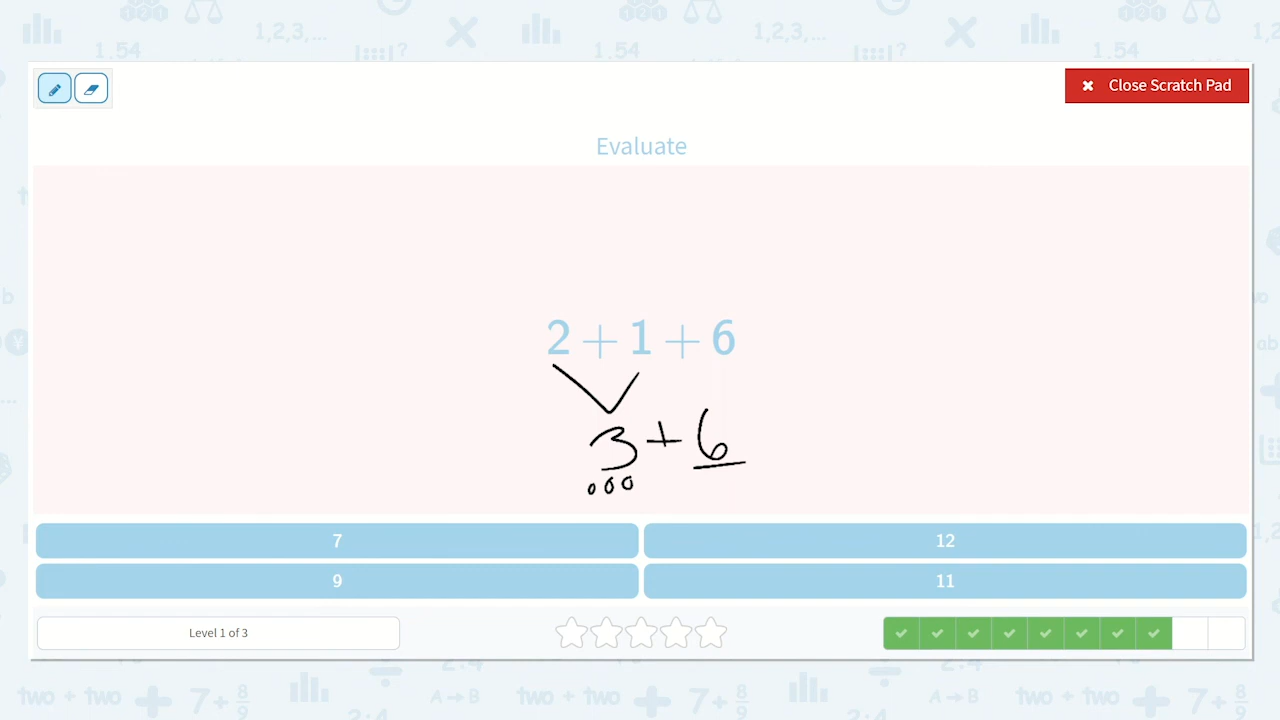 Close Scratch Pad
Evaluate
2 + 1 + 6
3 + 6
7
12
9
11
Level 1 of 3